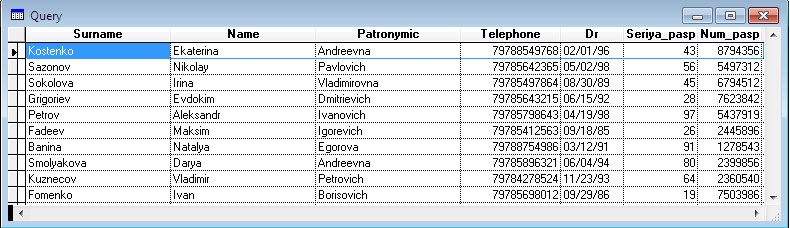 Query
Surname Name Patronymic Telephone Dr Seriya_pasp Num_pasp
Kostenko Ekaterina Andreevna 79788549768 02/01/96 43 8794356
Sazonov Nikolay Pavlovich 79785642365 05/02/98 56 5497312
Sokolova Irina Vladimirovna 79785497864 08/30/89 45 6794512
Grigoriev Evdokim Dmitrievich 79785643215 06/15/92 28 7623842
Petrov Aleksandr Ivanovich 79785798643 04/19/98 97 5437919
Fadeev Maksim Igorevich 79785412563 09/18/85 26 2445896
Banina Natalya Egorova 79788754986 03/12/91 91 1278543
Smolyakova Darya Andreevna 79785896321 06/04/94 80 2399856
Kuznecov Vladimir Petrovich 79784278524 11/23/93 64 2360540
Fomenko Ivan Borisovich 79785698012 09/29/86 19 7503986